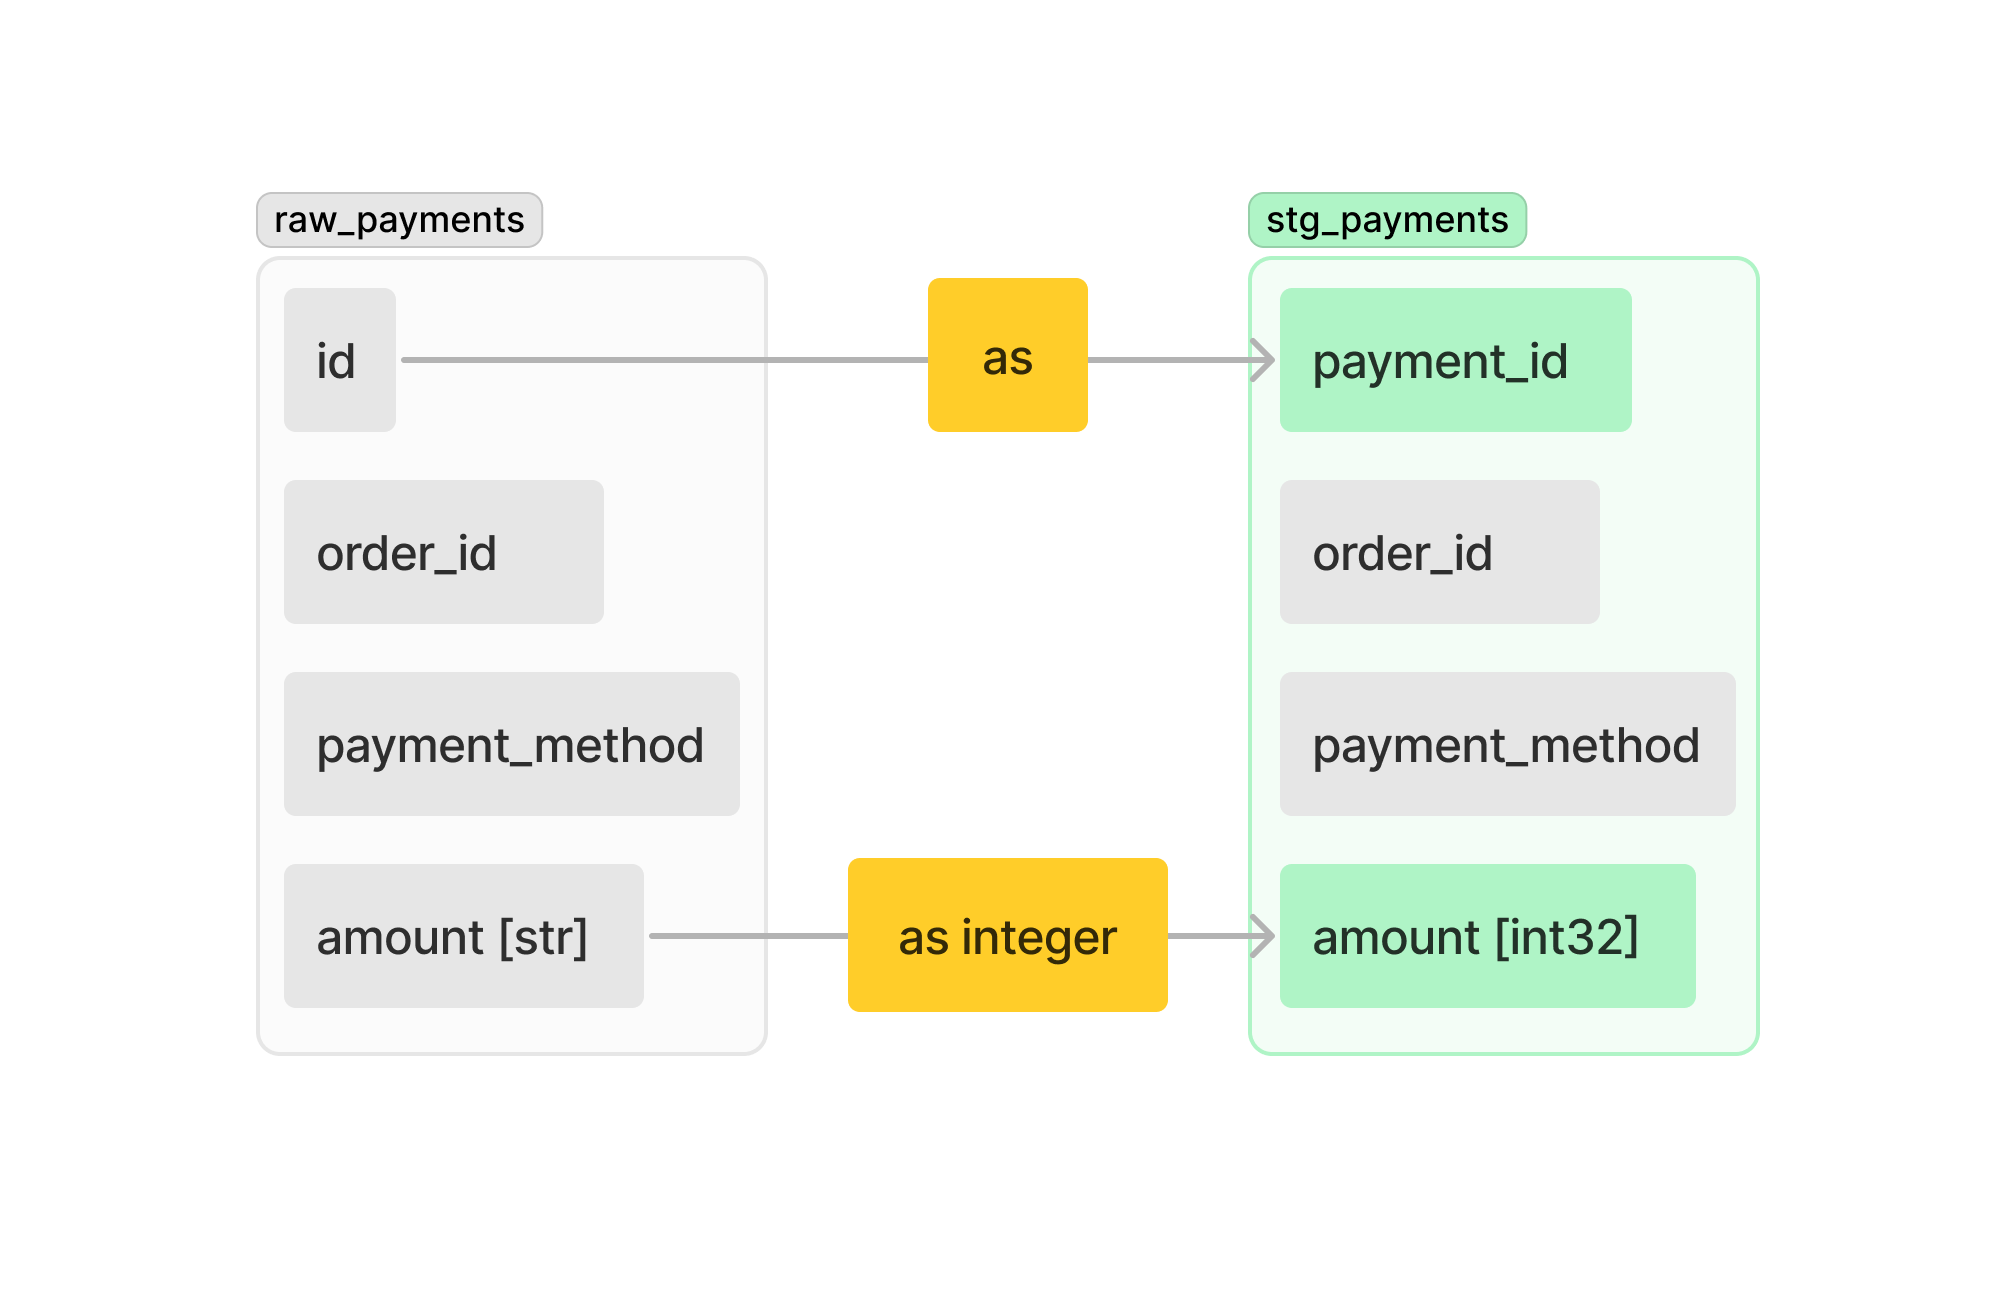 raw_payments
stg_payments
id
as
payment_id
order_id
order_id
payment_method
payment_method
amount [str]
as integer
amount [int32]